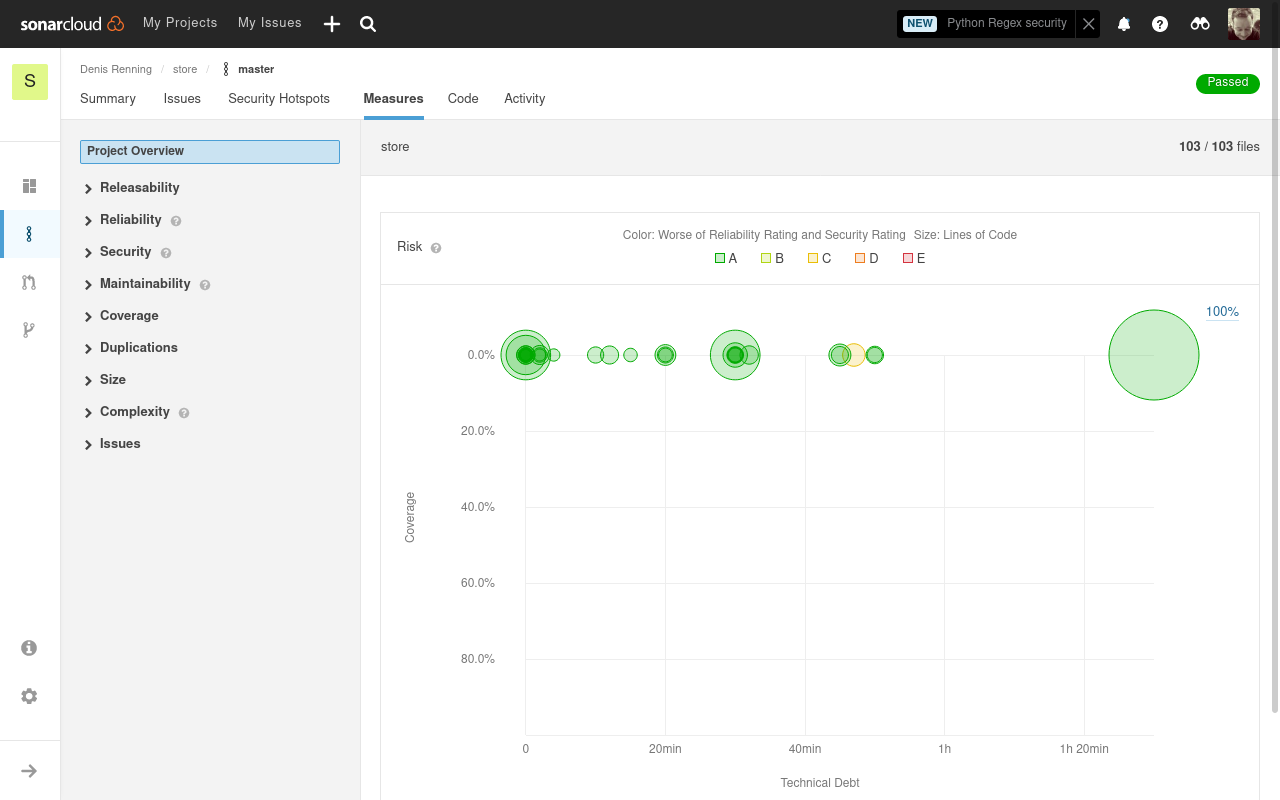 sonarcloud My Projects My Issues NEW Python Regex security
S
Denis Renning / store / master
Passed
Summary Issues Security Hotspots Measures Code Activity
Project Overview
Releasability
Reliability ?
Security ?
Maintainability ?
Coverage
Duplications
Size
Complexity ?
Issues
store 103 / 103 files
Risk ?
Color: Worse of Reliability Rating and Security Rating Size: Lines of Code
A B C D E
100%
0.0%
20.0%
40.0%
60.0%
80.0%
Coverage
0 20min 40min 1h 1h 20min
Technical Debt